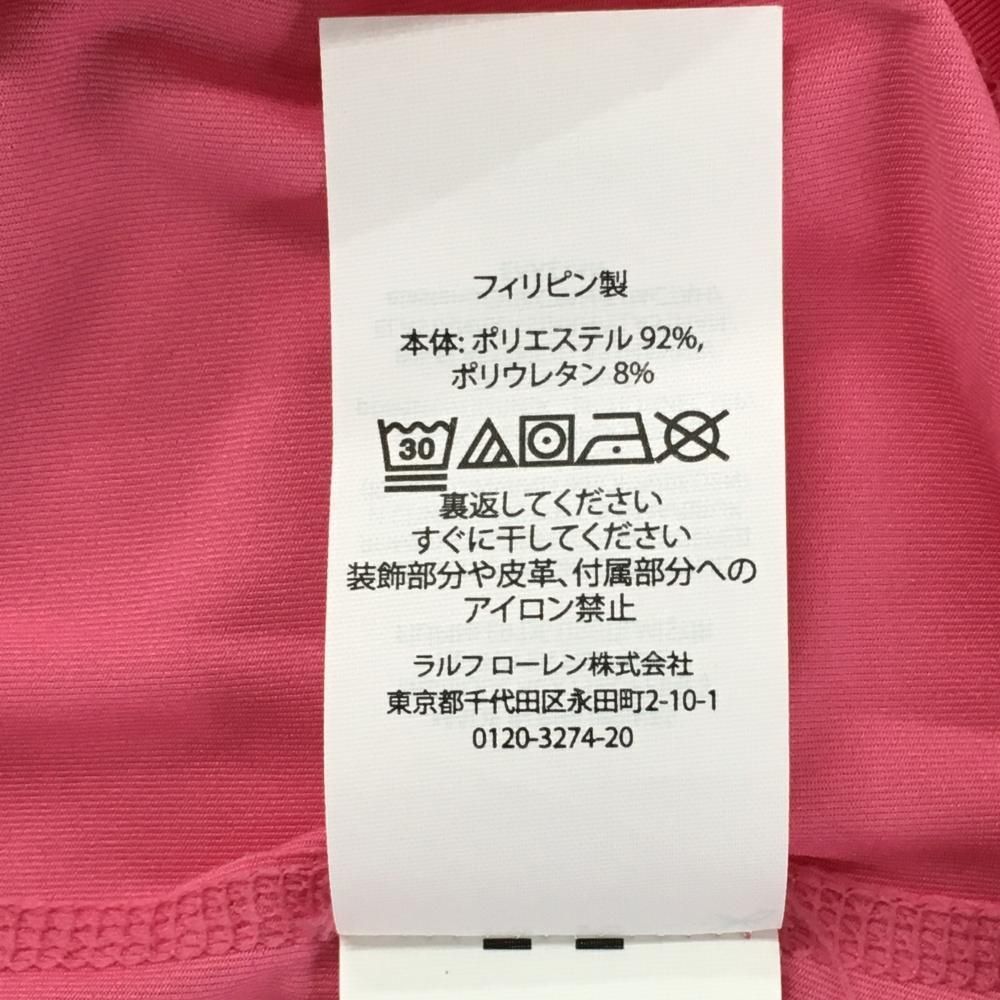 フィリピン製
本体: ポリエステル 92%,
ポリウレタン 8%
30
裏返してください
すぐに干してください
装飾部分や皮革、付属部分への
アイロン禁止
ラルフ ローレン株式会社
東京都千代田区永田町2-10-1
0120-3274-20